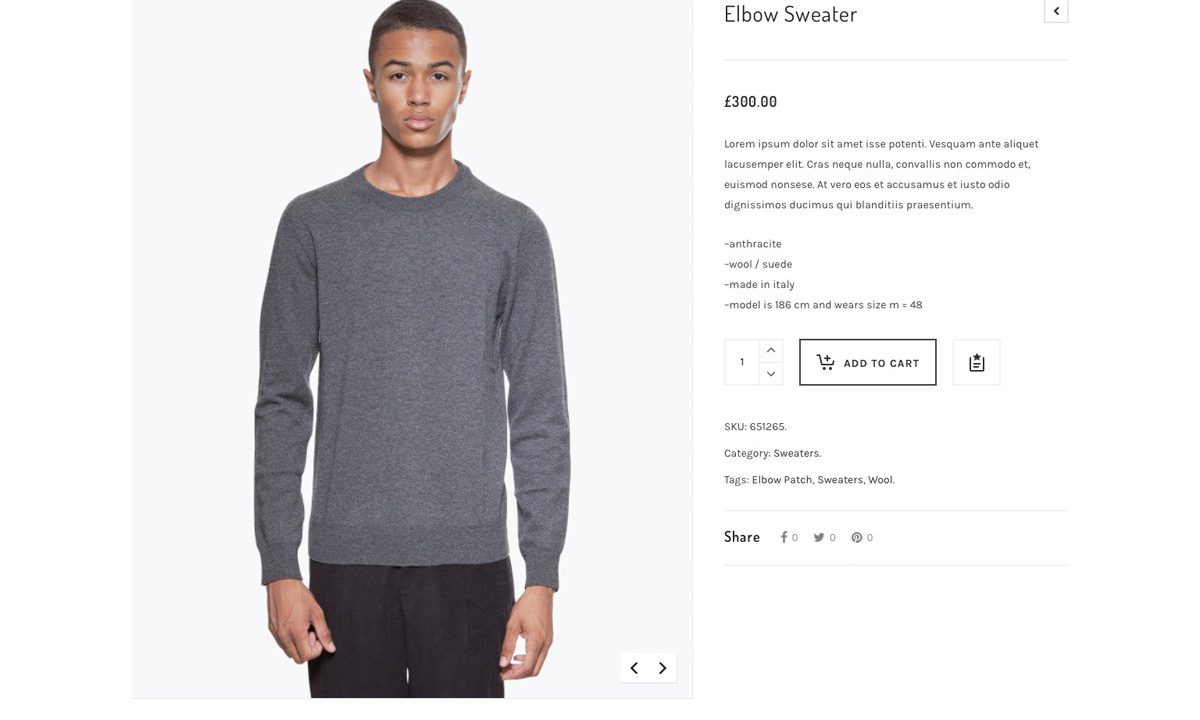 Elbow Sweater
£300.00
Lorem ipsum dolor sit amet isse potenti. Vesquam ante aliquet
lacusemper elit. Cras neque nulla, convallis non commodo et,
euismod nonsese. At vero eos et accusamus et iusto odio
dignissimos ducimus qui blanditiis praesentium.
–anthracite
–wool / suede
–made in italy
–model is 186 cm and wears size m = 48
1
ADD TO CART
SKU: 651265.
Category: Sweaters.
Tags: Elbow Patch, Sweaters, Wool.
Share 0 0 0